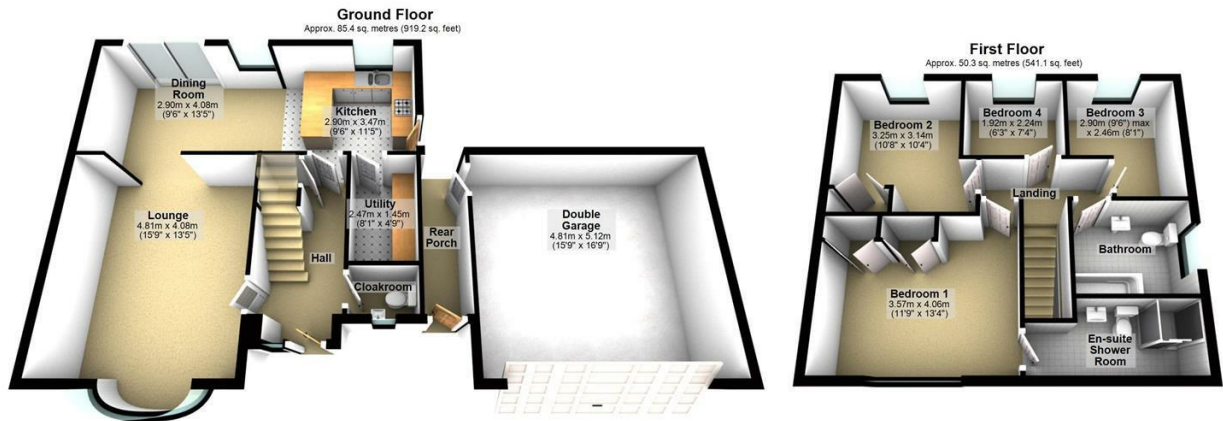 Ground Floor
Approx. 85.4 sq. metres (919.2 sq. feet)
Dining
Room
2.90m x 4.08m
(9'6" x 13'5")
Kitchen
2.90m x 3.47m
(9'6" x 11'5")
Lounge
4.81m x 4.08m
(15'9" x 13'5")
Hall
Utility
2.47m x 1.45m
(8'1" x 4'9")
Cloakroom
Rear
Porch
Double
Garage
4.81m x 5.12m
(15'9" x 16'9")
First Floor
Approx. 50.3 sq. metres (541.1 sq. feet)
Bedroom 2
3.25m x 3.14m
(10'8" x 10'4")
Bedroom 4
1.92m x 2.24m
(6'3" x 7'4")
Bedroom 3
2.90m (9'6") max
x 2.46m (8'1")
Landing
Bathroom
Bedroom 1
3.57m x 4.06m
(11'9" x 13'4")
En-suite
Shower
Room